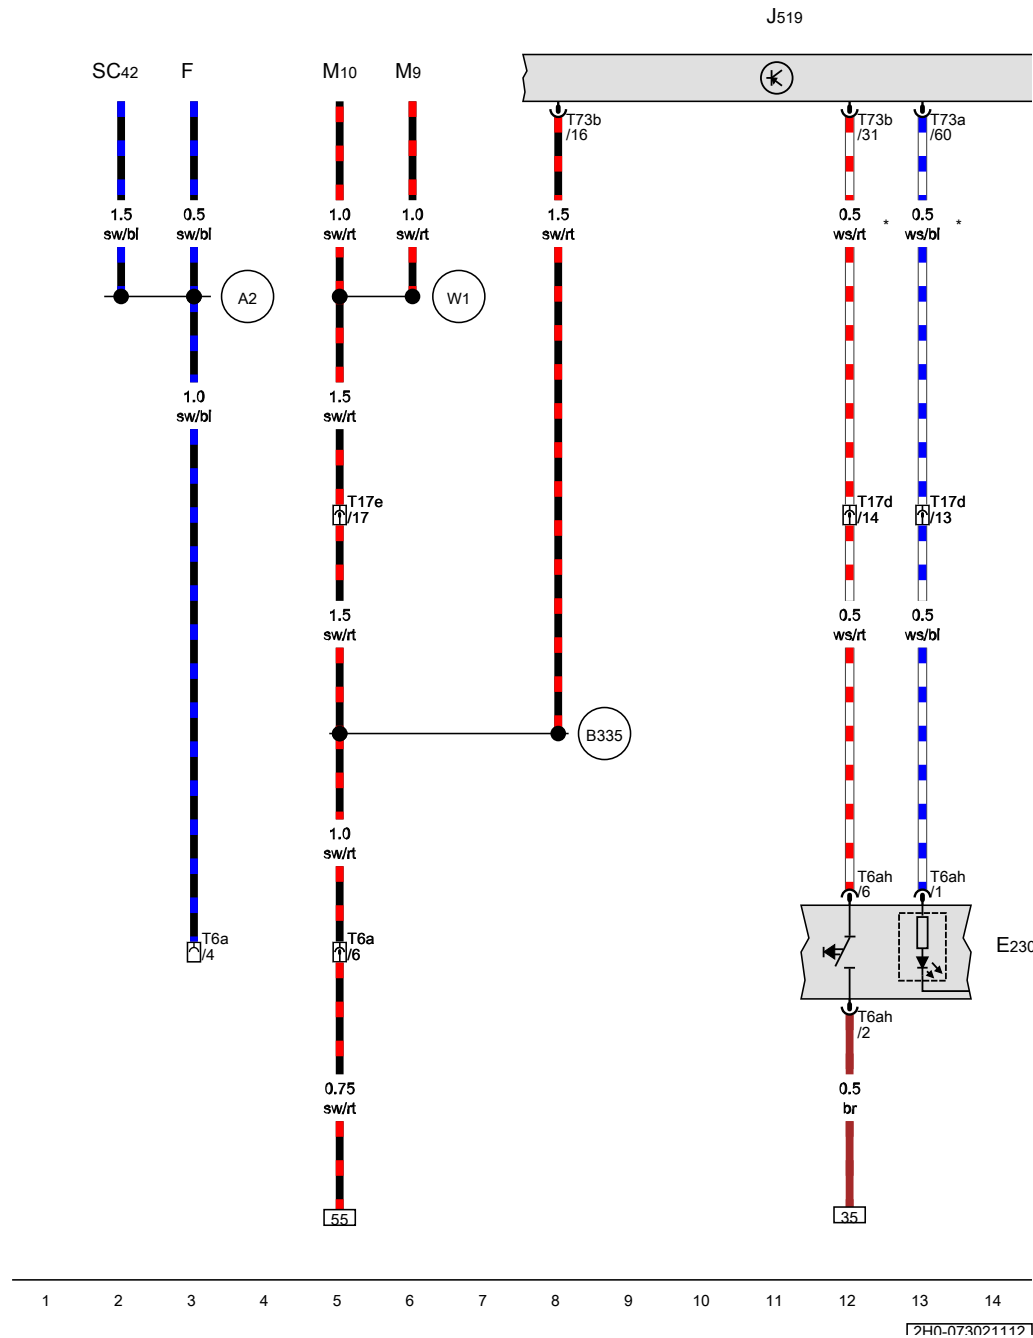 J519
SC42 F M10 M9
T73b
/16
T73b
/31
T73a
/60
1.5
sw/bl
0.5
sw/bl
1.0
sw/rt
1.0
sw/rt
1.5
sw/rt
0.5
ws/rt
*
0.5
ws/bl
*
A2
W1
1.0
sw/bl
1.5
sw/rt
T17e
/17
T17d
/14
T17d
/13
1.5
sw/rt
0.5
ws/rt
0.5
ws/bl
B335
1.0
sw/rt
T6ah
/6
T6ah
/1
T6a
/4
T6a
/6
E230
T6ah
/2
0.75
sw/rt
0.5
br
55
35
1 2 3 4 5 6 7 8 9 10 11 12 13 14
2H0-073021112